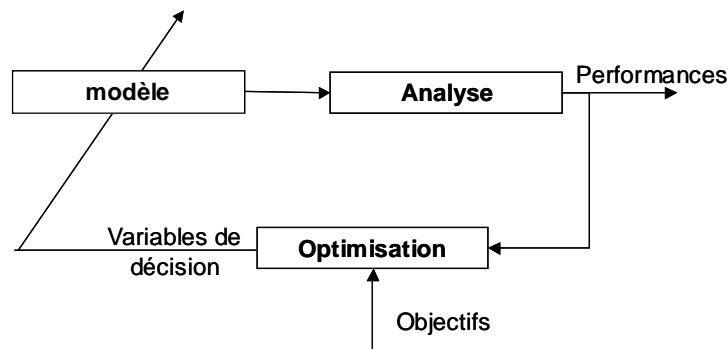 modèle
Analyse
Performances
Variables de
décision
Optimisation
Objectifs